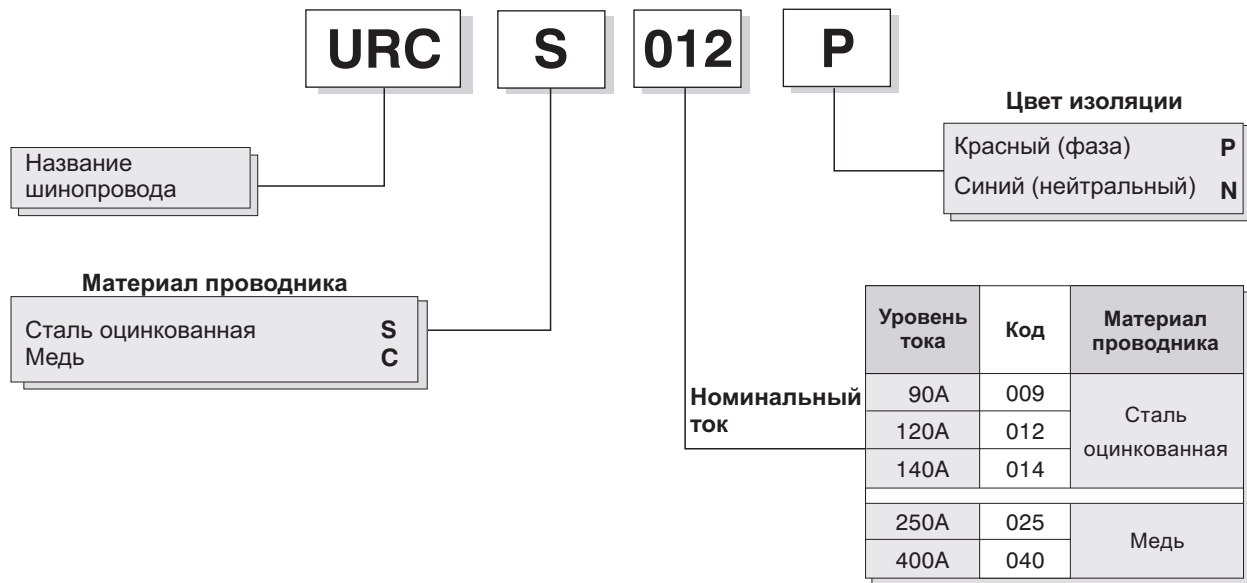 URC S 012 P
Цвет изоляции
Красный (фаза) P
Синий (нейтральный) N
Название
шинопровода
Материал проводника
Сталь оцинкованная S
Медь C
Номинальный
ток
Уровень
тока
Код
Материал
проводника
90A 009
120A 012
140A 014
Сталь
оцинкованная
250A 025
400A 040
Медь